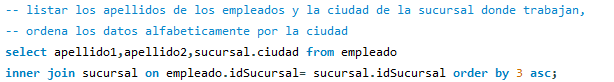 -- listar los apellidos de los empleados y la ciudad de la sucursal donde trabajan,
-- ordena los datos alfabeticamente por la ciudad
select apellido1,apellido2,sucursal.ciudad from empleado
inner join sucursal on empleado.idSucursal= sucursal.idSucursal order by 3 asc;